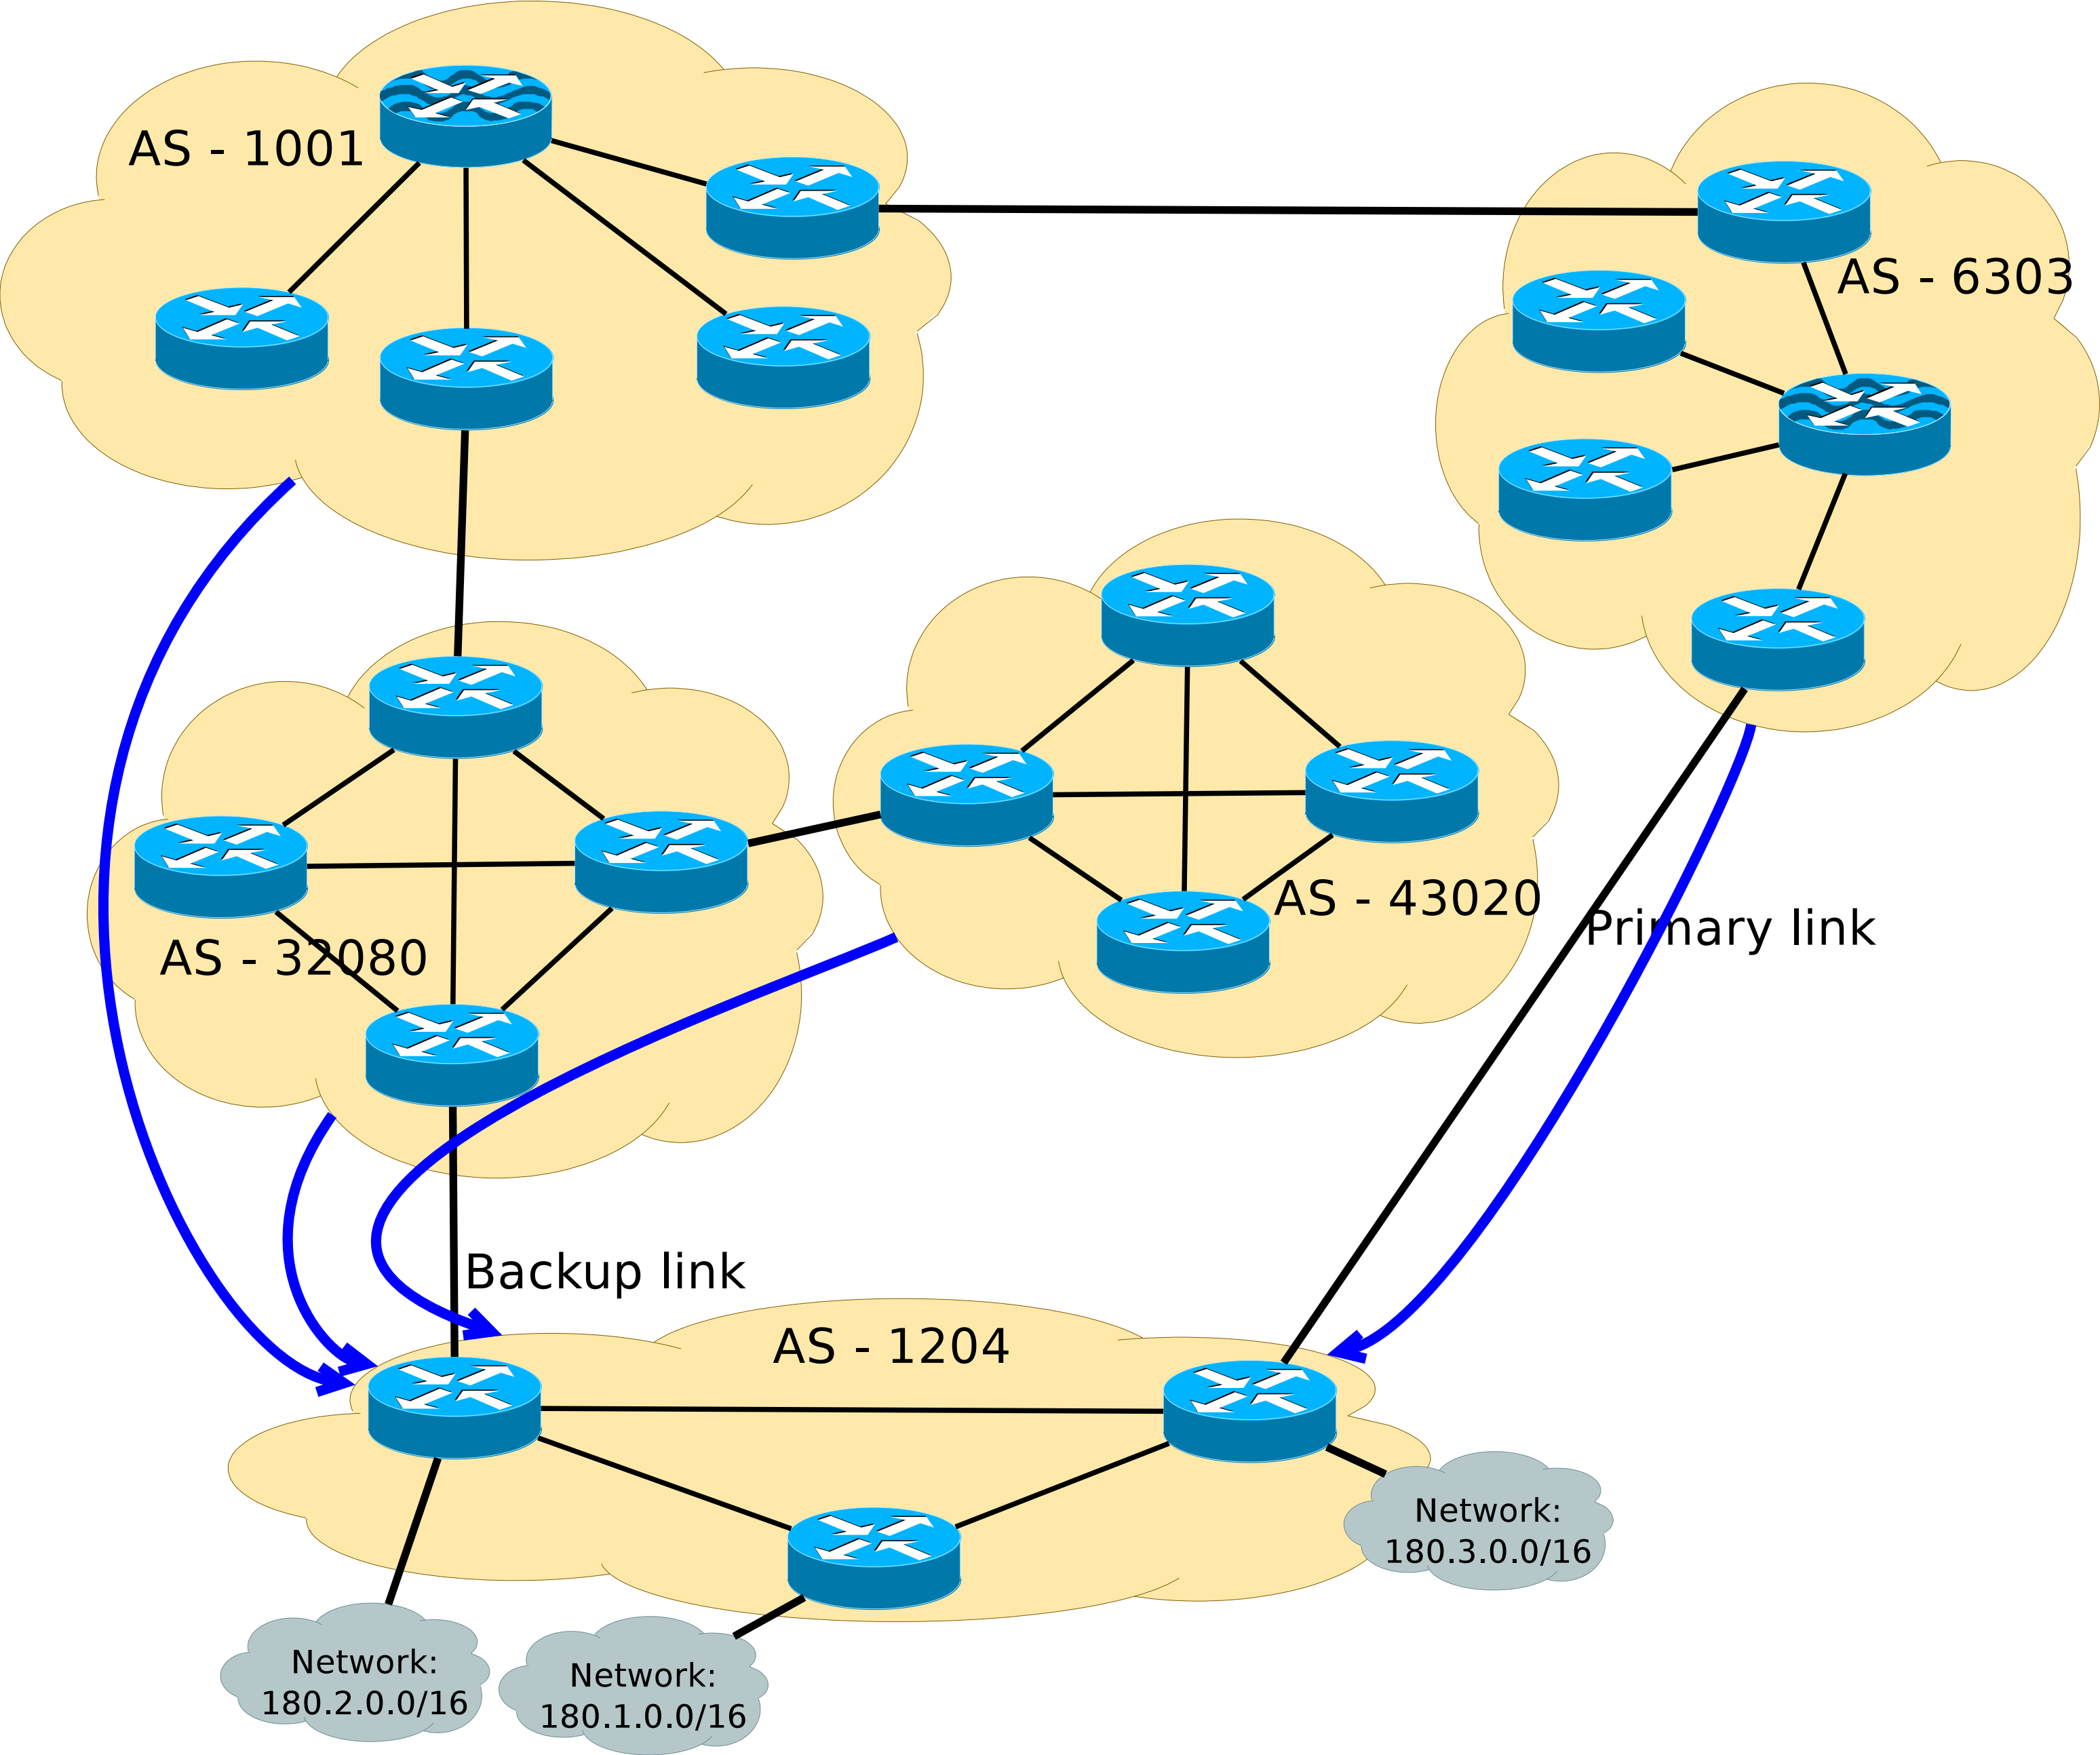 AS - 1001
AS - 6303
AS - 43020
Primary link
AS - 32080
Backup link
AS - 1204
Network:
180.3.0.0/16
Network:
180.2.0.0/16
Network:
180.1.0.0/16